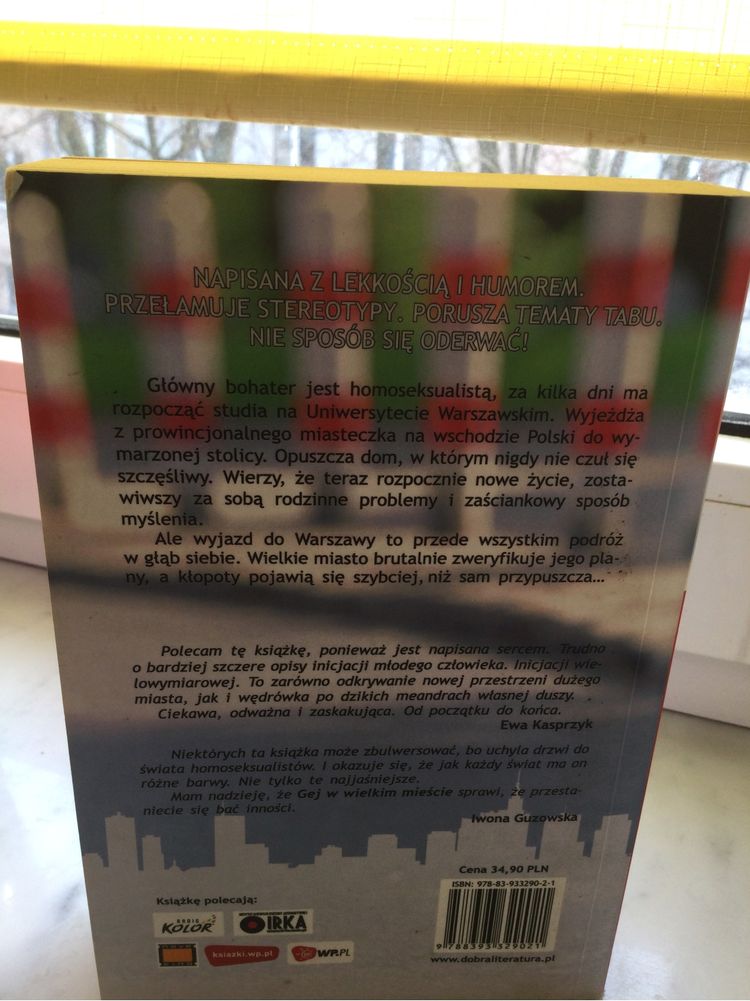 NAPISANA Z LEKKOŚCIĄ I HUMOREM.
PRZEŁAMUJE STEREOTYPY. PORUSZA TEMATY TABU.
NIE SPOSÓB SIĘ ODERWAĆ!
Główny bohater jest homoseksualistą, za kilka dni ma
rozpocząć studia na Uniwersytecie Warszawskim. Wyjeżdża
z prowincjonalnego miasteczka na wschodzie Polski do wy-
marzonej stolicy. Opuszcza dom, w którym nigdy nie czuł się
szczęśliwy. Wierzy, że teraz rozpocznie nowe życie, zosta-
wiwszy za sobą rodzinne problemy i zaściankowy sposób
myślenia.
Ale wyjazd do Warszawy to przede wszystkim podróż
w głąb siebie. Wielkie miasto brutalnie zweryfikuje jego pla-
ny, a kłopoty pojawią się szybciej, niż sam przypuszcza...
Polecam tę książkę, ponieważ jest napisana sercem. Trudno
o bardziej szczere opisy inicjacji młodego człowieka. Inicjacji wie-
lowymiarowej. To zarówno odkrywanie nowej przestrzeni dużego
miasta, jak i wędrówka po dzikich meandrach własnej duszy.
Ciekawa, odważna i zaskakująca. Od początku do końca.
Ewa Kasprzyk
Niektórych ta książka może zbulwersować, bo uchyla drzwi do
świata homoseksualistów. I okazuje się, że jak każdy świat ma on
różne barwy. Nie tylko te najjaśniejsze.
Mam nadzieję, że Gej w wielkim mieście sprawi, że przesta-
niecie się bać inności.
Iwona Guzowska
Cena 34,90 PLN
ISBN: 978-83-933290-2-1
9 788393 329021
www.dobraliteratura.pl
Książkę polecają:
RADIO
KOLOR
IRKA
ksiazki.wp.pl
WP.PL